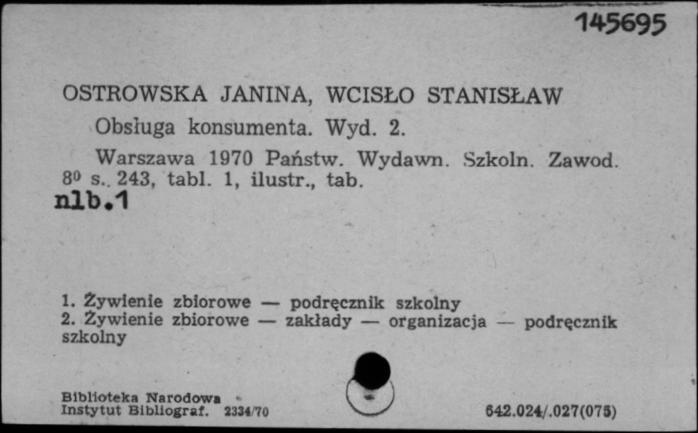 145695
OSTROWSKA JANINA, WCISŁO STANISŁAW
Obsługa konsumenta. Wyd. 2.
Warszawa 1970 Państw. Wydawn. Szkoln. Zawod.
8º s. 243, tabl. 1, ilustr., tab.
nlb.1
1. Żywienie zbiorowe — podręcznik szkolny
2. Żywienie zbiorowe — zakłady — organizacja — podręcznik
szkolny
Biblioteka Narodowa
Instytut Bibliograf. 2334/70
642.024/.027(075)